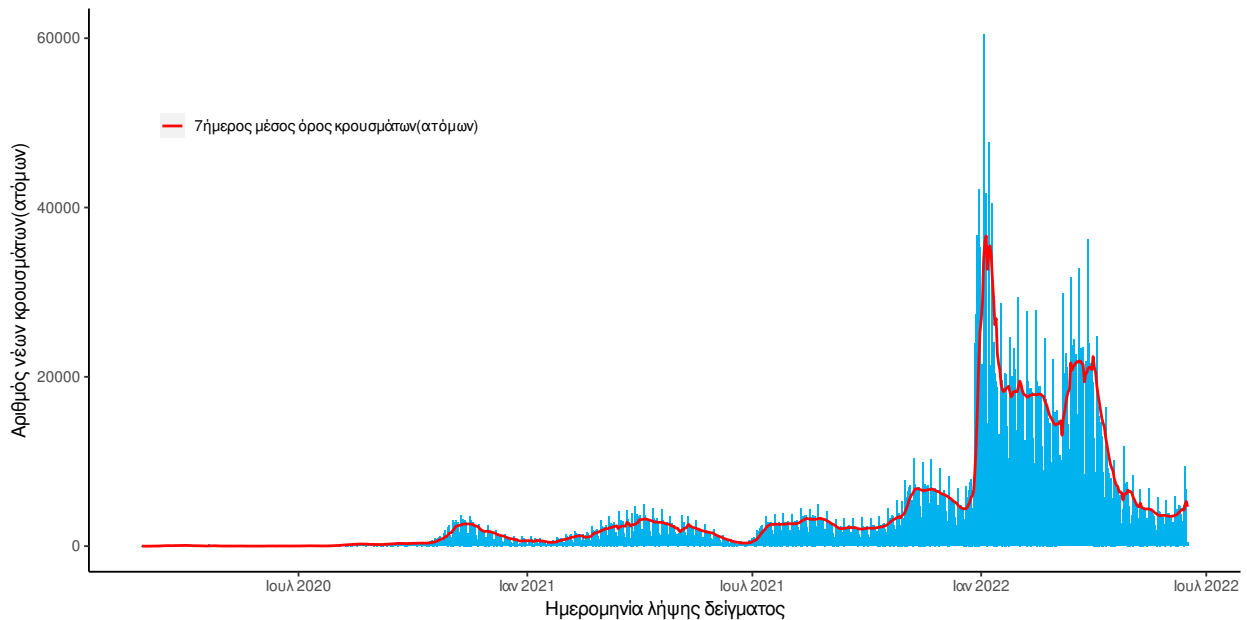 Αριθμός νέων κρουσμάτων(ατόμων)
60000
40000
20000
0
7ήμερος μέσος όρος κρουσμάτων(ατόμων)
Ιουλ 2020
Ιαν 2021
Ιουλ 2021
Ιαν 2022
Ιουλ 2022
Ημερομηνία λήψης δείγματος